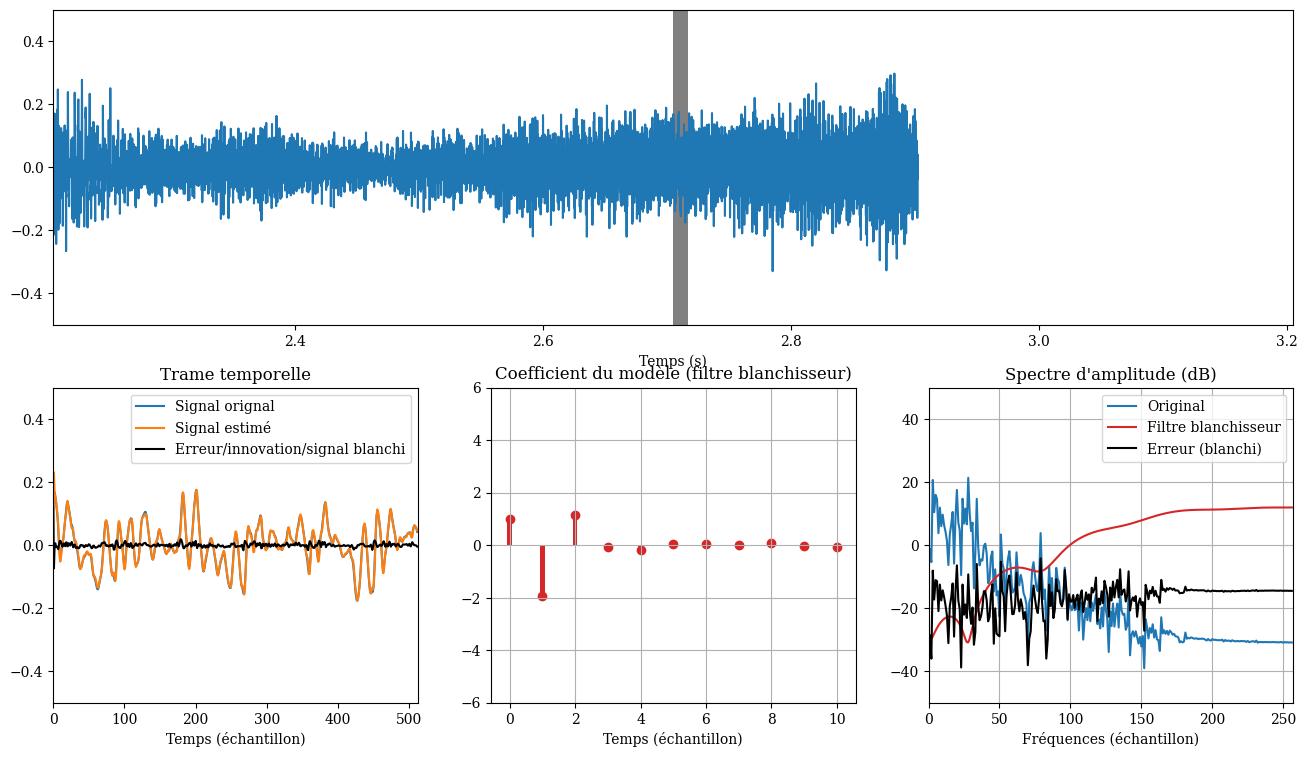 0.4
0.2
0.0
−0.2
−0.4
2.4 2.6 2.8 3.0 3.2
Temps (s)
Trame temporelle
0.4
0.2
0.0
−0.2
−0.4
Signal orignal
Signal estimé
Erreur/innovation/signal blanchi
0 100 200 300 400 500
Temps (échantillon)
Coefficient du modèle (filtre blanchisseur)
6
4
2
0
−2
−4
−6
0 2 4 6 8 10
Temps (échantillon)
Spectre d'amplitude (dB)
40
20
0
−20
−40
Original
Filtre blanchisseur
Erreur (blanchi)
0 50 100 150 200 250
Fréquences (échantillon)